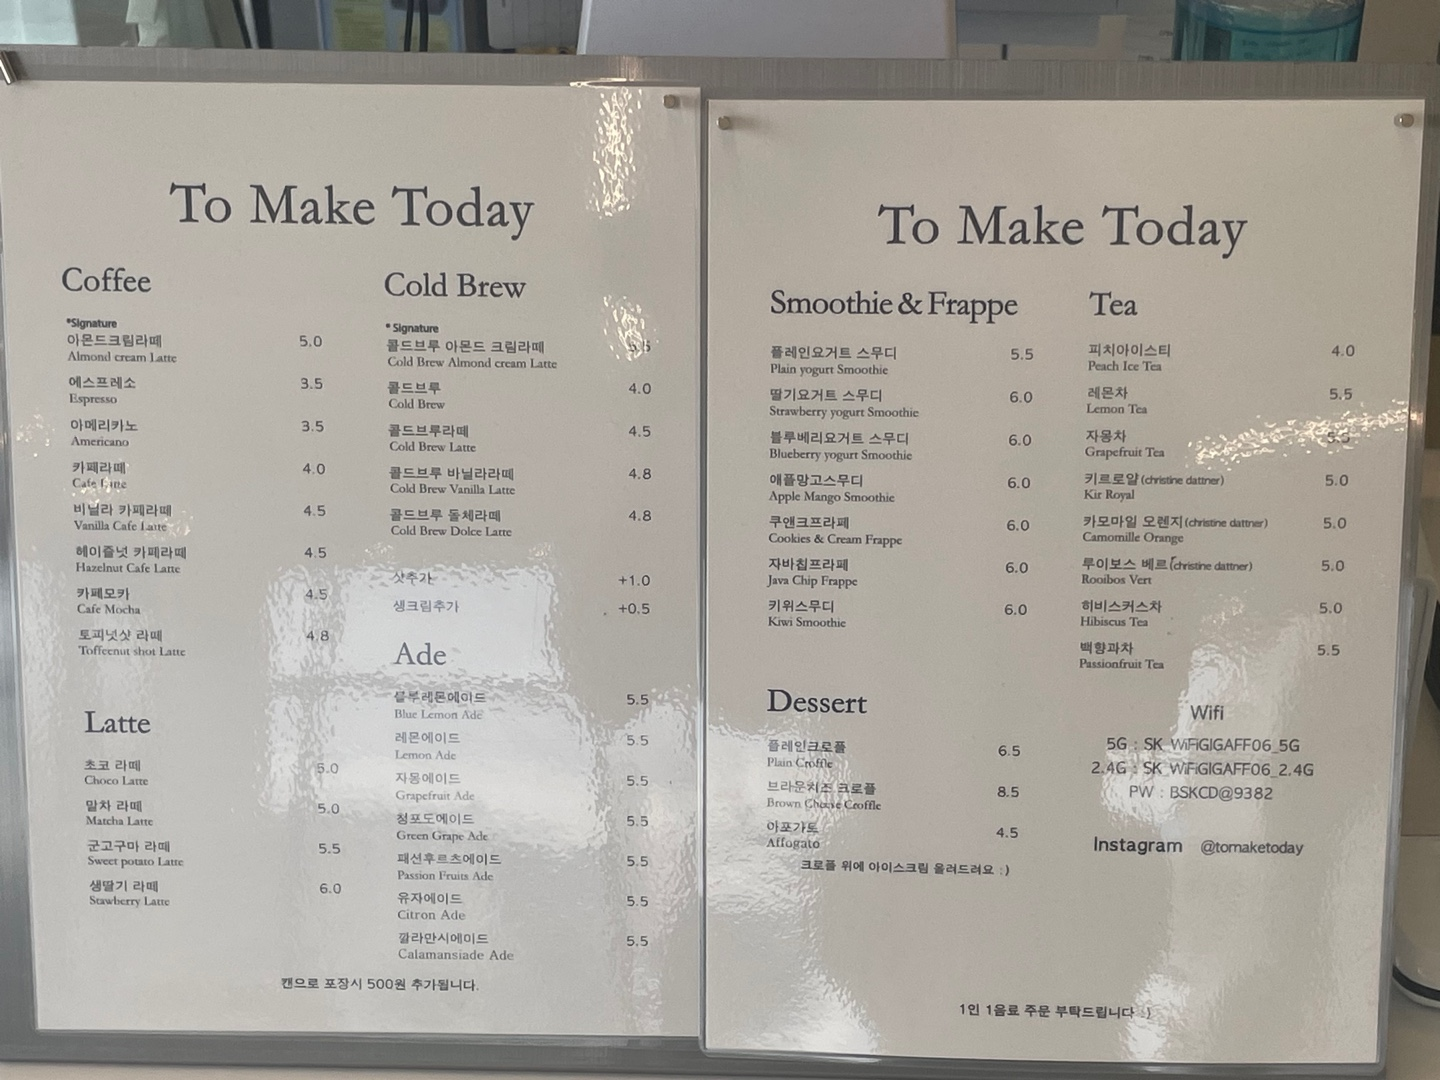 To Make Today
Coffee
*Signature
아몬드크림라떼 5.0
Almond cream Latte
에스프레소 3.5
Espresso
아메리카노 3.5
Americano
카페라떼 4.0
Cafe Latte
바닐라 카페라떼 4.5
Vanilla Cafe Latte
헤이즐넛 카페라떼 4.5
Hazelnut Cafe Latte
카페모카 4.5
Cafe Mocha
토피넛샷 라떼 4.8
Toffeenut shot Latte
Latte
초코 라떼 5.0
Choco Latte
말차 라떼 5.0
Matcha Latte
군고구마 라떼 5.5
Sweet potato Latte
생딸기 라떼 6.0
Stawberry Latte
Cold Brew
* Signature
콜드브루 아몬드 크림라떼 5.5
Cold Brew Almond cream Latte
콜드브루 4.0
Cold Brew
콜드브루라떼 4.5
Cold Brew Latte
콜드브루 바닐라라떼 4.8
Cold Brew Vanilla Latte
콜드브루 돌체라떼 4.8
Cold Brew Dolce Latte
샷추가 +1.0
생크림추가 +0.5
Ade
블루레몬에이드 5.5
Blue Lemon Ade
레몬에이드 5.5
Lemon Ade
자몽에이드 5.5
Grapefruit Ade
청포도에이드 5.5
Green Grape Ade
패션후르츠에이드 5.5
Passion Fruits Ade
유자에이드 5.5
Citron Ade
깔라만시에이드 5.5
Calamansiade Ade
캔으로 포장시 500원 추가됩니다.
To Make Today
Smoothie & Frappe
플레인요거트 스무디 5.5
Plain yogurt Smoothie
딸기요거트 스무디 6.0
Strawberry yogurt Smoothie
블루베리요거트 스무디 6.0
Blueberry yogurt Smoothie
애플망고스무디 6.0
Apple Mango Smoothie
쿠앤크프라페 6.0
Cookies & Cream Frappe
자바칩프라페 6.0
Java Chip Frappe
키위스무디 6.0
Kiwi Smoothie
Dessert
플레인크로플 6.5
Plain Croffle
브라운치즈 크로플 8.5
Brown Cheese Croffle
아포가토 4.5
Affogato
크로플 위에 아이스크림 올려드려요 :)
Tea
피치아이스티 4.0
Peach Ice Tea
레몬차 5.5
Lemon Tea
자몽차 5.5
Grapefruit Tea
키르로얄(christine dattner) 5.0
Kir Royal
카모마일 오렌지(christine dattner) 5.0
Camomille Orange
루이보스 베르(christine dattner) 5.0
Rooibos Vert
히비스커스차 5.0
Hibiscus Tea
백향과차 5.5
Passionfruit Tea
Wifi
5G : SK_WiFiGIGAFF06_5G
2.4G : SK_WiFiGIGAFF06_2.4G
PW : BSKCD@9382
Instagram @tomaketoday
1인 1음료 주문 부탁드립니다 :)